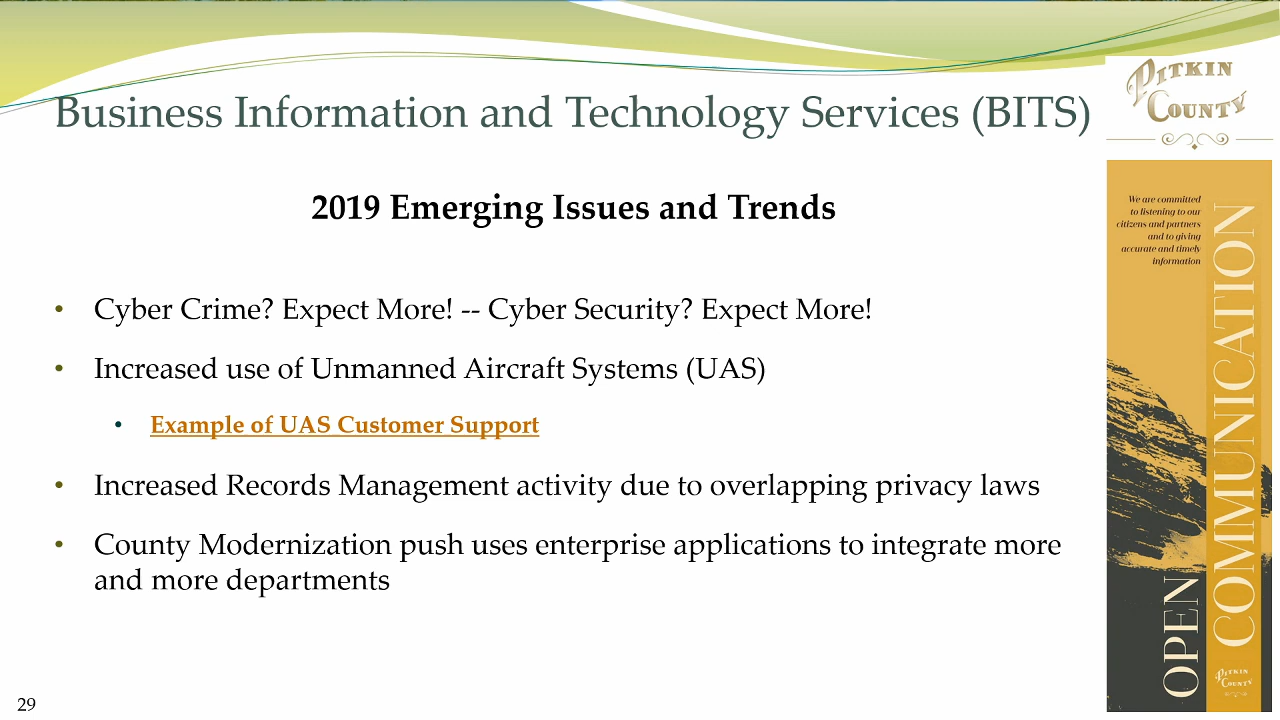 Business Information and Technology Services (BITS)
PITKIN
COUNTY
2019 Emerging Issues and Trends
• Cyber Crime? Expect More! -- Cyber Security? Expect More!
• Increased use of Unmanned Aircraft Systems (UAS)
• Example of UAS Customer Support
• Increased Records Management activity due to overlapping privacy laws
• County Modernization push uses enterprise applications to integrate more
and more departments
We are committed
to listening to our
citizens and partners
and to giving
accurate and timely
information
OPEN
COMMUNICATION
PITKIN
COUNTY
29